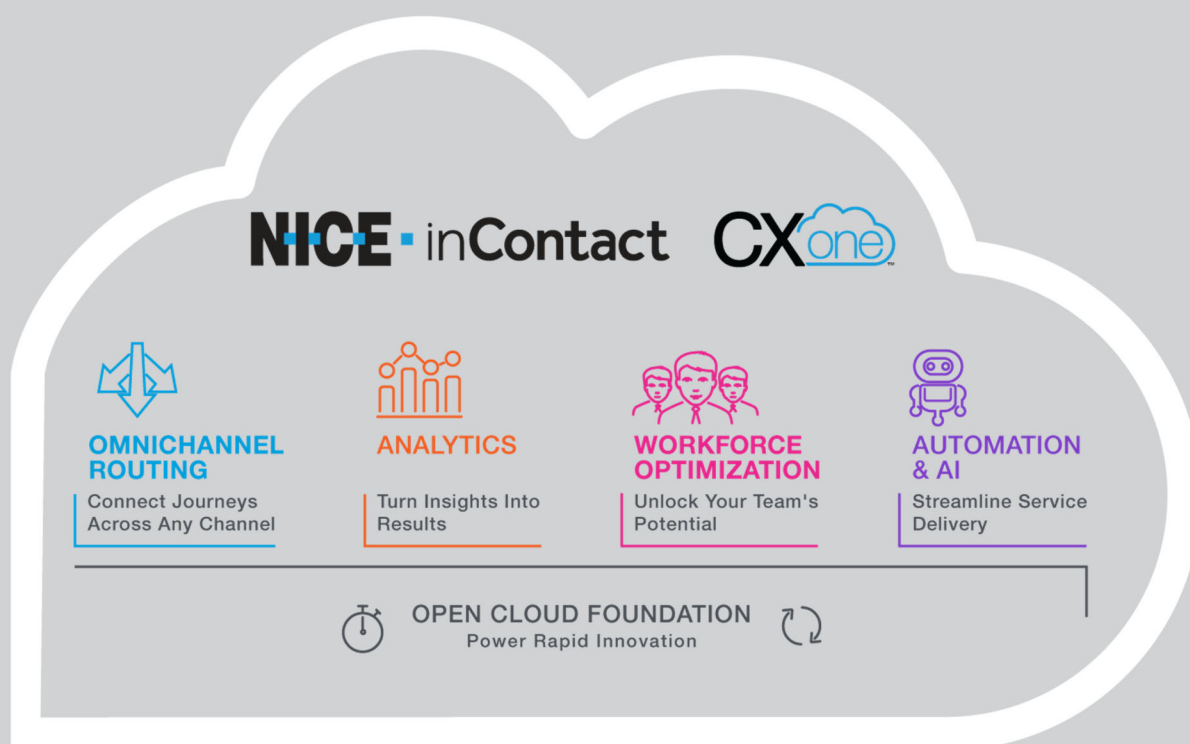 NICE inContact CXone™
OMNICHANNEL
ROUTING
Connect Journeys
Across Any Channel
ANALYTICS
Turn Insights Into
Results
WORKFORCE
OPTIMIZATION
Unlock Your Team's
Potential
AUTOMATION
& AI
Streamline Service
Delivery
OPEN CLOUD FOUNDATION
Power Rapid Innovation